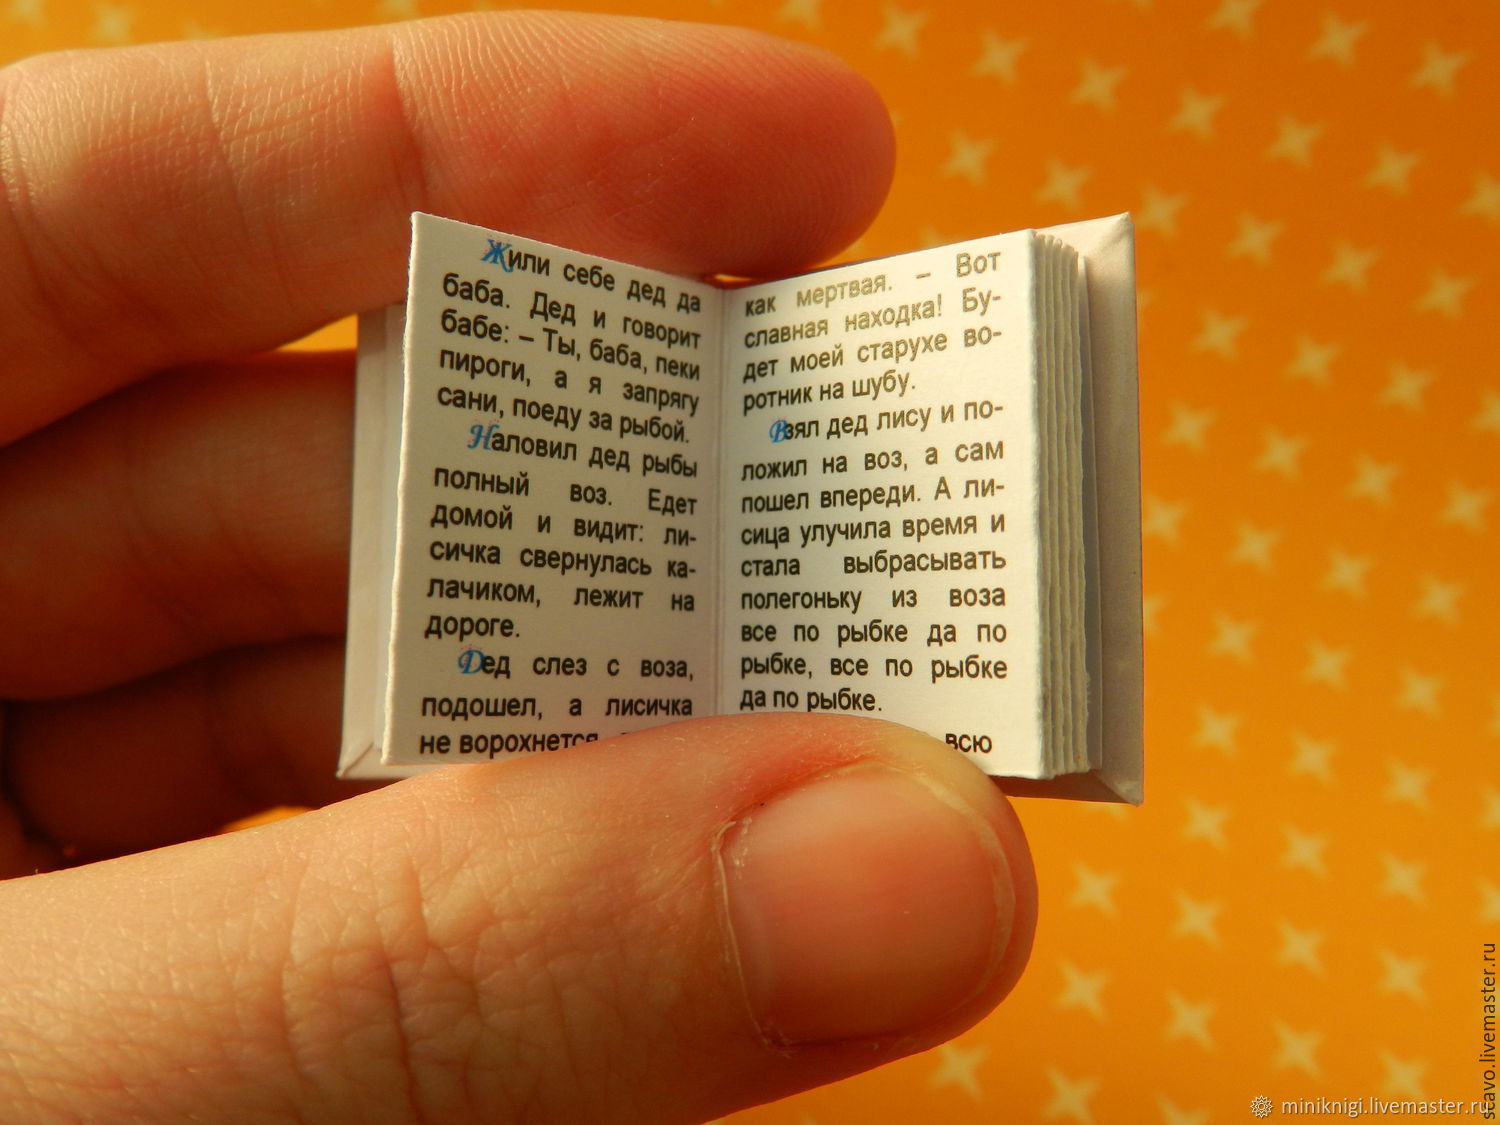 Жили себе дед да
баба. Дед и говорит
бабе: – Ты, баба, пеки
пироги, а я запрягу
сани, поеду за рыбой.
Наловил дед рыбы
полный воз. Едет
домой и видит: ли-
сичка свернулась ка-
лачиком, лежит на
дороге.
Дед слез с воза,
подошел, а лисичка
не ворохнется,
как мертвая. – Вот
славная находка! Бу-
дет моей старухе во-
ротник на шубу.
Взял дед лису и по-
ложил на воз, а сам
пошел впереди. А ли-
сица улучила время и
стала выбрасывать
полегоньку из воза
все по рыбке да по
рыбке, все по рыбке
да по рыбке.
всю
scavo.livemaster.ru
miniknigi.livemaster.ru